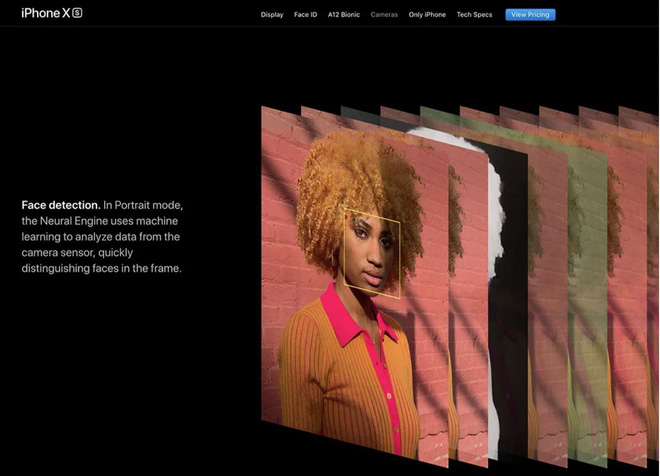 iPhone XS
Display Face ID A12 Bionic Cameras Only iPhone Tech Specs View Pricing
Face detection. In Portrait mode,
the Neural Engine uses machine
learning to analyze data from the
camera sensor, quickly
distinguishing faces in the frame.